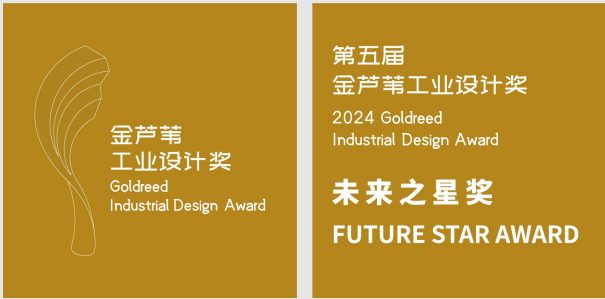 金芦苇
工业设计奖
Goldreed
Industrial Design Award
第五届
金芦苇工业设计奖
2024 Goldreed
Industrial Design Award
未来之星奖
FUTURE STAR AWARD